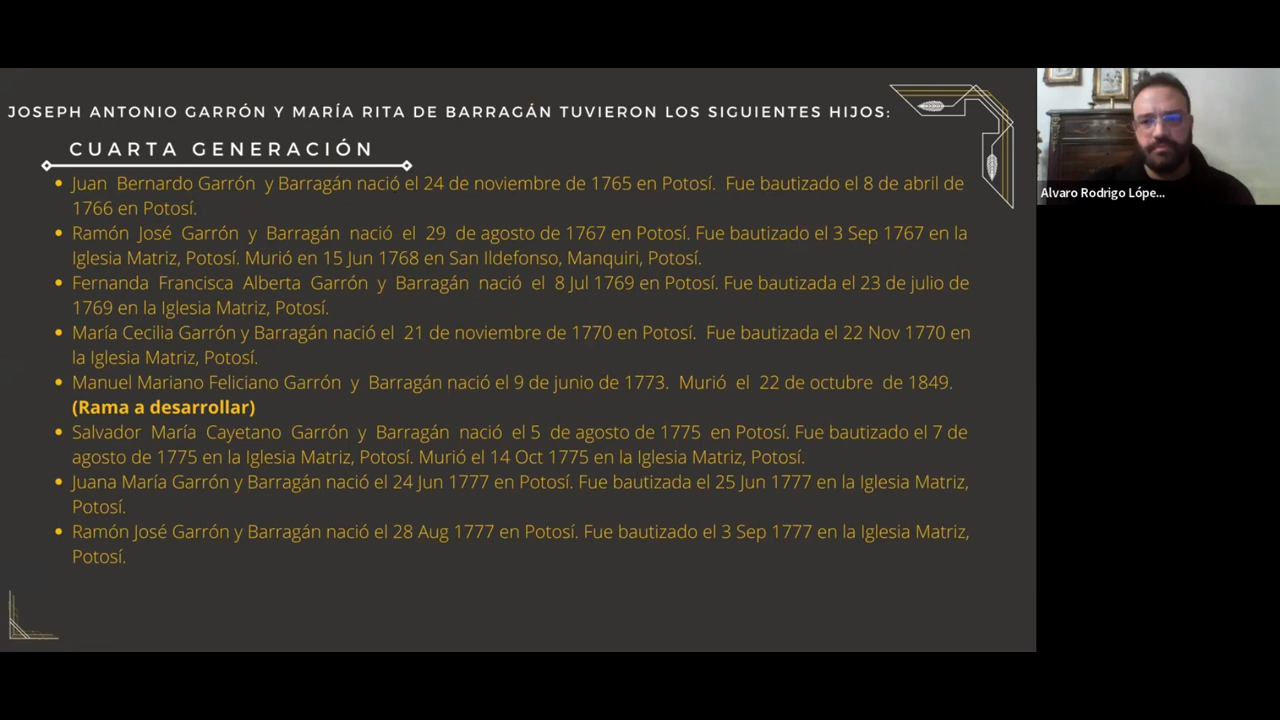 JOSEPH ANTONIO GARRÓN Y MARÍA RITA DE BARRAGÁN TUVIERON LOS SIGUIENTES HIJOS:
CUARTA GENERACIÓN
• Juan Bernardo Garrón y Barragán nació el 24 de noviembre de 1765 en Potosí. Fue bautizado el 8 de abril de
1766 en Potosí.
• Ramón José Garrón y Barragán nació el 29 de agosto de 1767 en Potosí. Fue bautizado el 3 Sep 1767 en la
Iglesia Matriz, Potosí. Murió en 15 Jun 1768 en San Ildefonso, Manquiri, Potosí.
• Fernanda Francisca Alberta Garrón y Barragán nació el 8 Jul 1769 en Potosí. Fue bautizada el 23 de julio de
1769 en la Iglesia Matriz, Potosí.
• María Cecilia Garrón y Barragán nació el 21 de noviembre de 1770 en Potosí. Fue bautizada el 22 Nov 1770 en
la Iglesia Matriz, Potosí.
• Manuel Mariano Feliciano Garrón y Barragán nació el 9 de junio de 1773. Murió el 22 de octubre de 1849.
(Rama a desarrollar)
• Salvador María Cayetano Garrón y Barragán nació el 5 de agosto de 1775 en Potosí. Fue bautizado el 7 de
agosto de 1775 en la Iglesia Matriz, Potosí. Murió el 14 Oct 1775 en la Iglesia Matriz, Potosí.
• Juana María Garrón y Barragán nació el 24 Jun 1777 en Potosí. Fue bautizada el 25 Jun 1777 en la Iglesia Matriz,
Potosí.
• Ramón José Garrón y Barragán nació el 28 Aug 1777 en Potosí. Fue bautizado el 3 Sep 1777 en la Iglesia Matriz,
Potosí.
Alvaro Rodrigo Lópe...